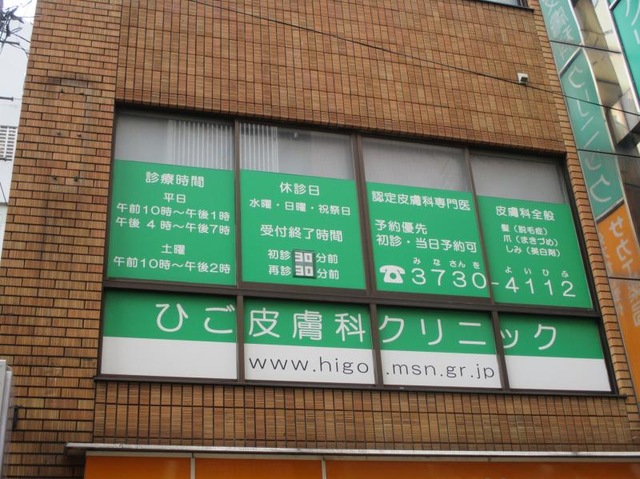 診療時間
平日
午前10時～午後1時
午後 4時～午後7時
土曜
午前10時～午後2時
休診日
水曜・日曜・祝祭日
受付終了時間
初診30分前
再診30分前
認定皮膚科専門医
予約優先
初診・当日予約可
皮膚科全般
髪（脱毛症）
爪（まきづめ）
しみ（美白剤）
みなさんを よいひふ
☎3730-4112
ひご皮膚科クリニック
www.higo .msn.gr.jp